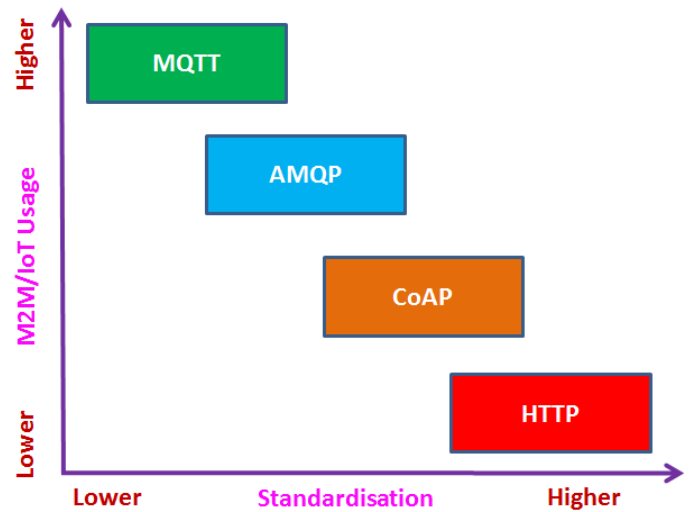 Higher
MQTT
AMQP
M2M/IoT Usage
CoAP
HTTP
Lower
Lower
Standardisation
Higher